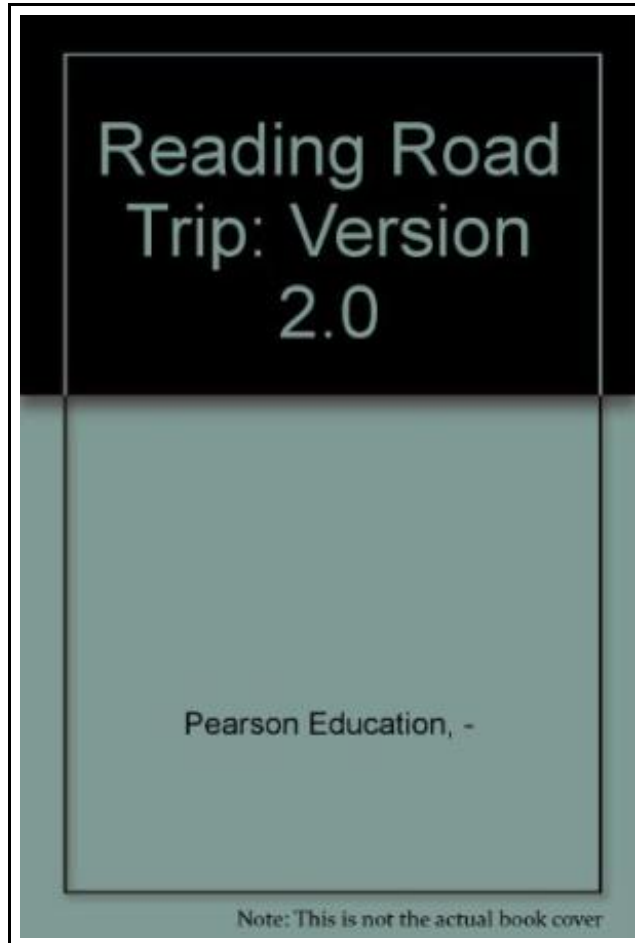 Reading Road
Trip: Version
2.0
Pearson Education, -
Note: This is not the actual book cover